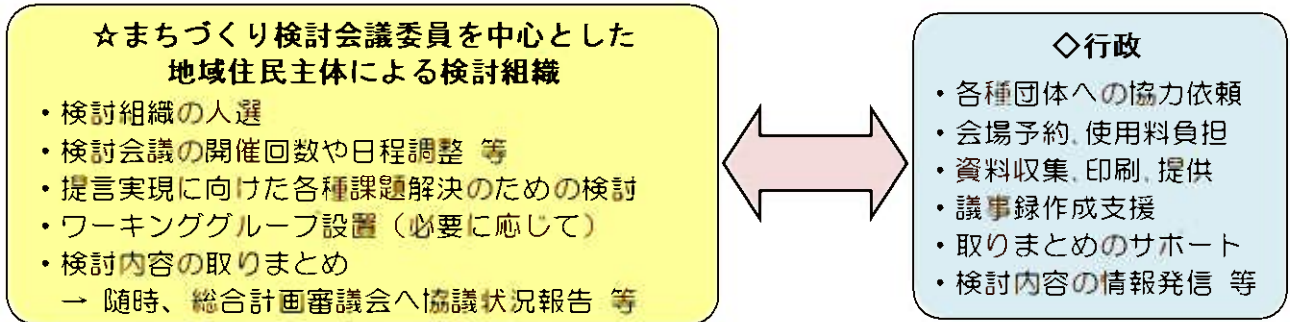 ☆まちづくり検討会議委員を中心とした
地域住民主体による検討組織
・検討組織の人選
・検討会議の開催回数や日程調整 等
・提言実現に向けた各種課題解決のための検討
・ワーキンググループ設置（必要に応じて）
・検討内容の取りまとめ
→ 随時、総合計画審議会へ協議状況報告 等
◇行政
・各種団体への協力依頼
・会場予約、使用料負担
・資料収集、印刷、提供
・議事録作成支援
・取りまとめのサポート
・検討内容の情報発信 等